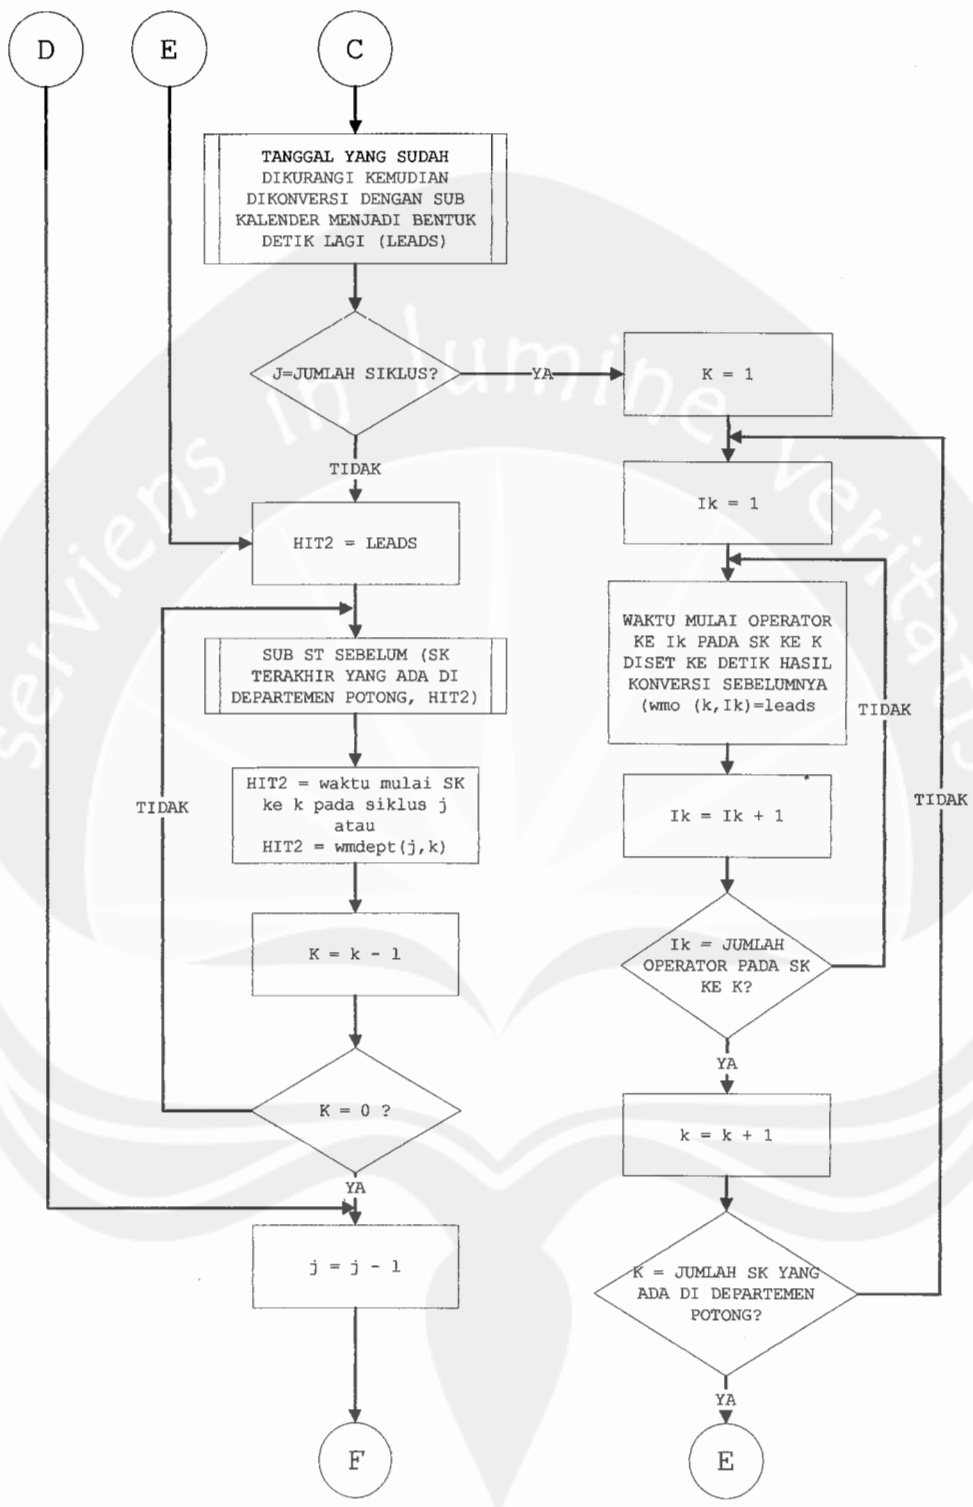 D
E
C
TANGGAL YANG SUDAH
DIKURANGI KEMUDIAN
DIKONVERSI DENGAN SUB
KALENDER MENJADI BENTUK
DETIK LAGI (LEADS)
J=JUMLAH SIKLUS?
YA
K = 1
TIDAK
Ik = 1
HIT2 = LEADS
SUB ST SEBELUM (SK
TERAKHIR YANG ADA DI
DEPARTEMEN POTONG, HIT2)
WAKTU MULAI OPERATOR
KE Ik PADA SK KE K
DISET KE DETIK HASIL
KONVERSI SEBELUMNYA
(wmo (k,Ik)=leads
TIDAK
HIT2 = waktu mulai SK
ke k pada siklus j
atau
HIT2 = wmdept(j,k)
TIDAK
Ik = Ik + 1
TIDAK
K = k - 1
Ik = JUMLAH
OPERATOR PADA SK
KE K?
YA
K = 0 ?
k = k + 1
YA
j = j - 1
K = JUMLAH SK YANG
ADA DI DEPARTEMEN
POTONG?
YA
F
E
serviens in lumine veritatis